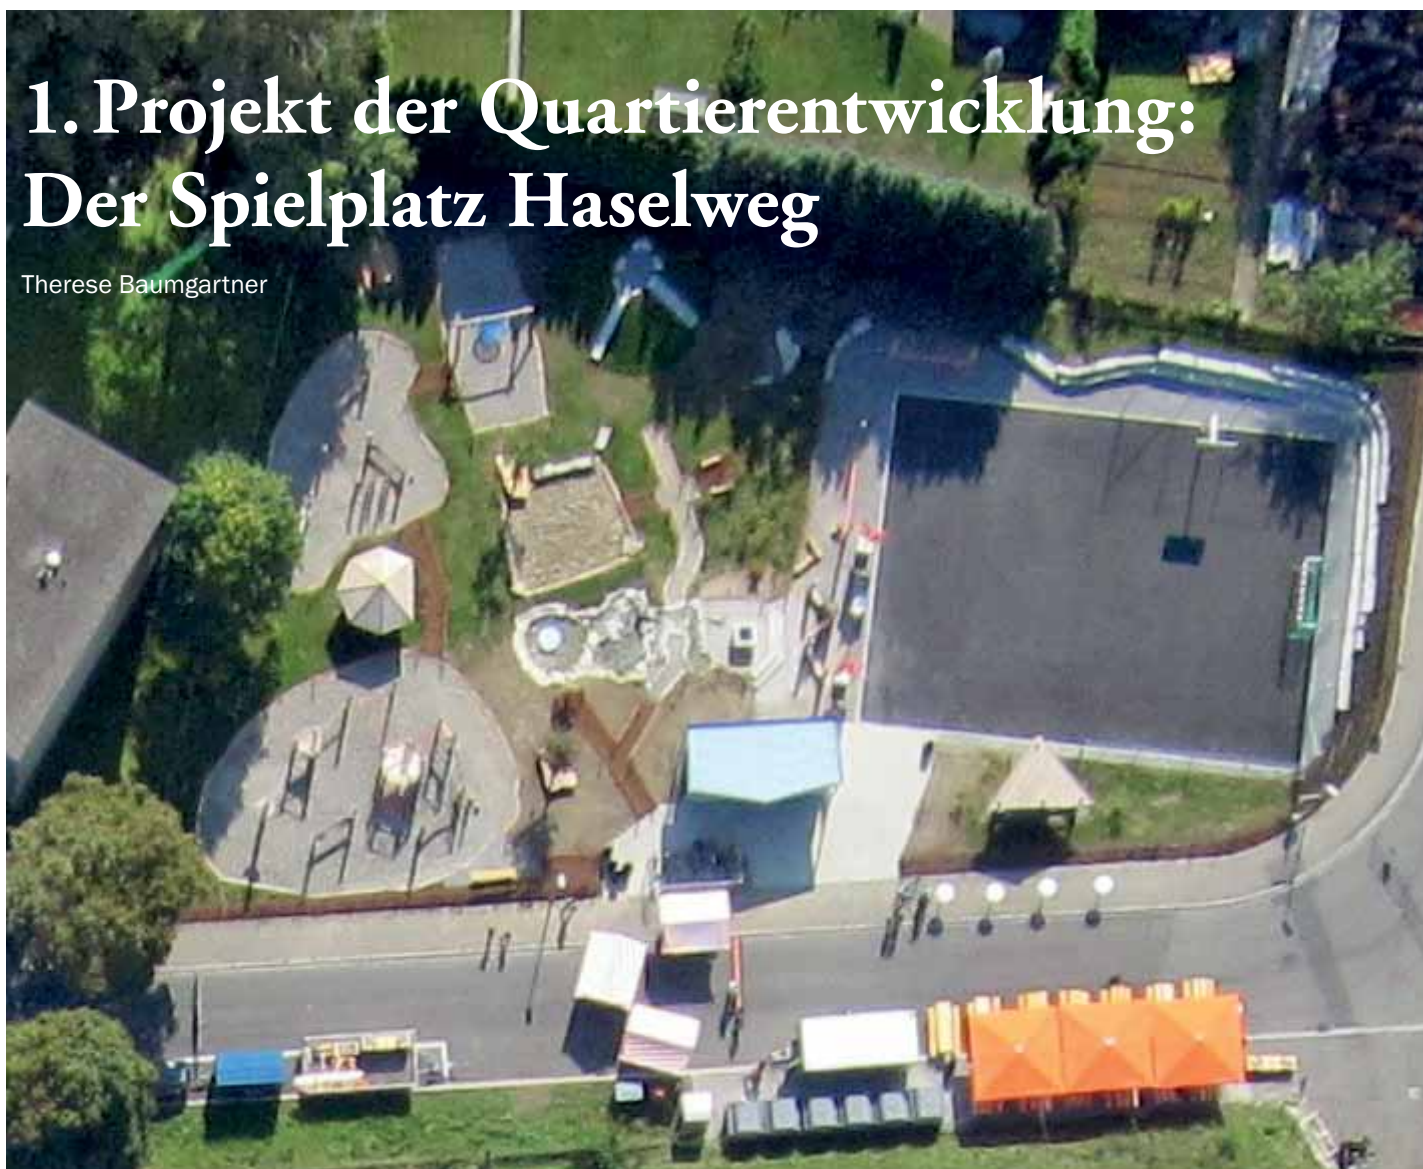 1. Projekt der Quartierentwicklung:
Der Spielplatz Haselweg
Therese Baumgartner